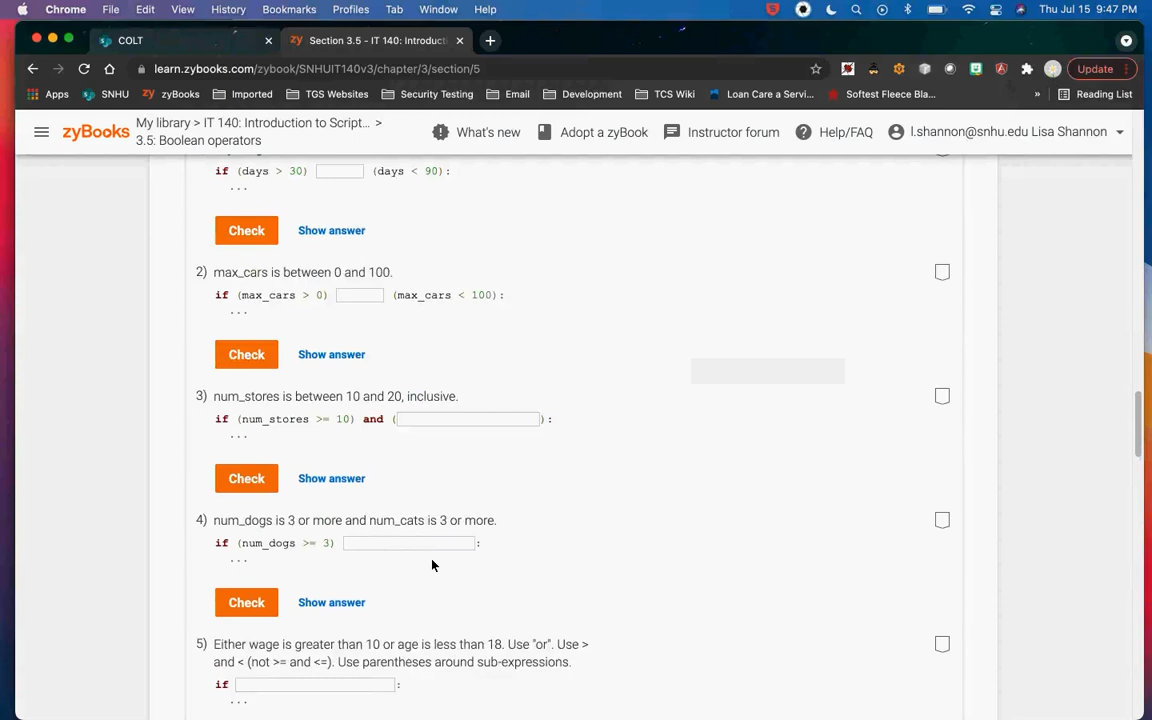 Chrome File Edit View History Bookmarks Profiles Tab Window Help Thu Jul 15 9:47 PM
COLT
Section 3.5 - IT 140: Introducti
learn.zybooks.com/zybook/SNHUIT140v3/chapter/3/section/5
Update
Apps SNHU zyBooks Imported TGS Websites Security Testing Email Development TCS Wiki Loan Care a Servi... Softest Fleece Bla... » Reading List
zyBooks
My library > IT 140: Introduction to Script... >
3.5: Boolean operators
What's new Adopt a zyBook Instructor forum Help/FAQ l.shannon@snhu.edu Lisa Shannon
if (days > 30) (days < 90):
...
Check Show answer
2) max_cars is between 0 and 100.
if (max_cars > 0) (max_cars < 100):
...
Check Show answer
3) num_stores is between 10 and 20, inclusive.
if (num_stores >= 10) and ( ):
...
Check Show answer
4) num_dogs is 3 or more and num_cats is 3 or more.
if (num_dogs >= 3) :
...
Check Show answer
5) Either wage is greater than 10 or age is less than 18. Use "or". Use >
and < (not >= and <=). Use parentheses around sub-expressions.
if :
...